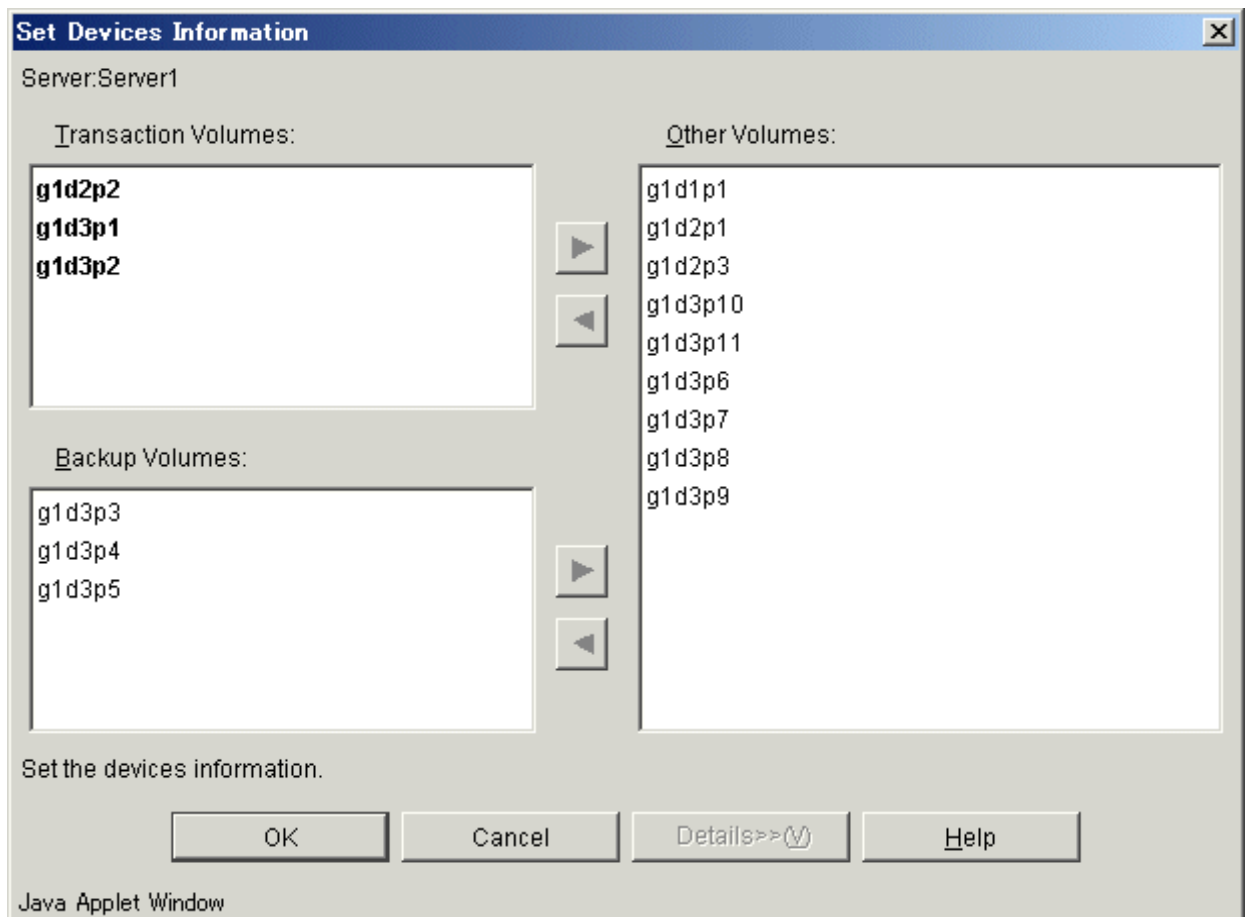 Set Devices Information
Server:Server1
Transaction Volumes:
g1d2p2
g1d3p1
g1d3p2
Backup Volumes:
g1d3p3
g1d3p4
g1d3p5
Other Volumes:
g1d1p1
g1d2p1
g1d2p3
g1d3p10
g1d3p11
g1d3p6
g1d3p7
g1d3p8
g1d3p9
Set the devices information.
OK
Cancel
Details>>(V)
Help
Java Applet Window